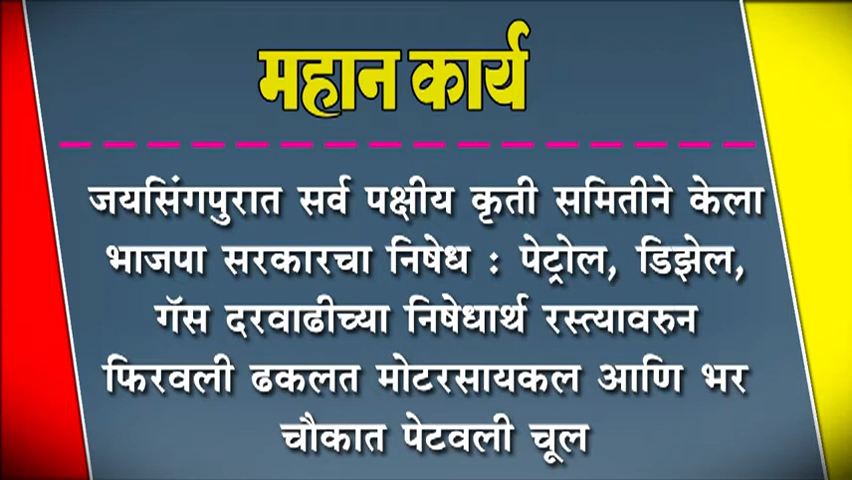 महान कार्य
जयसिंगपुरात सर्व पक्षीय कृती समितीने केला
भाजपा सरकारचा निषेध : पेट्रोल, डिझेल,
गॅस दरवाढीच्या निषेधार्थ रस्त्यावरुन
फिरवली ढकलत मोटरसायकल आणि भर
चौकात पेटवली चूल